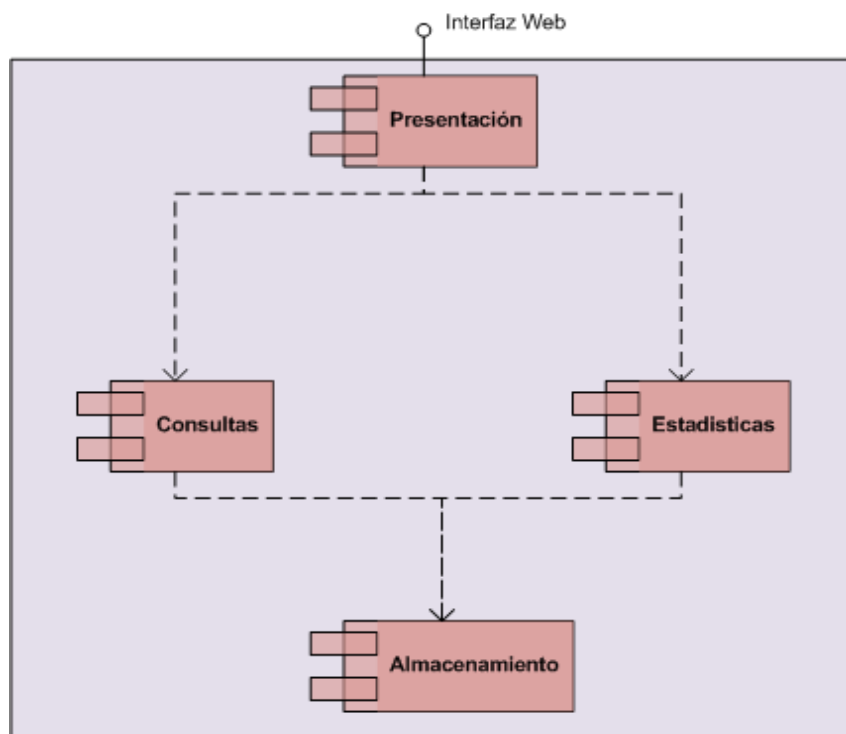 Interfaz Web
Presentación
Consultas
Estadisticas
Almacenamiento